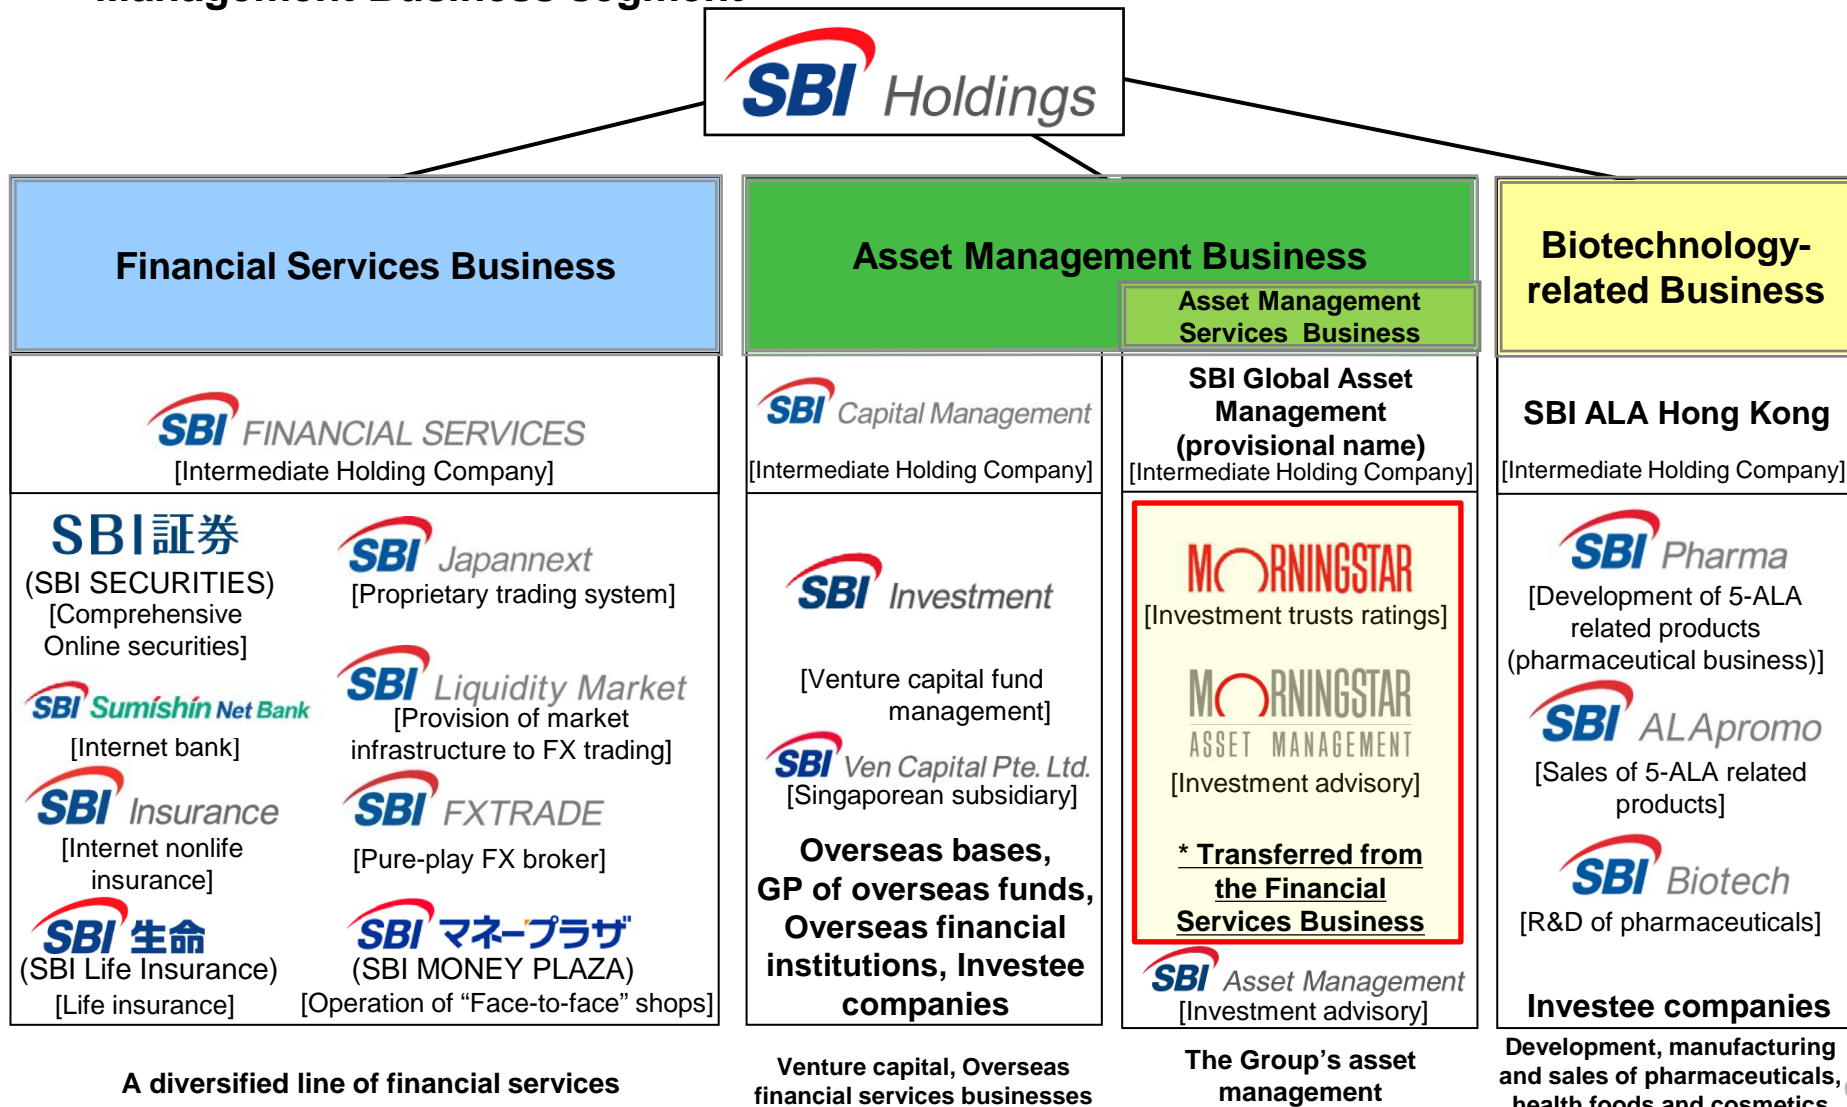 Management Business segment
SBI Holdings
Financial Services Business
SBI FINANCIAL SERVICES
[Intermediate Holding Company]
SBI証券
(SBI SECURITIES)
[Comprehensive
Online securities]
SBI Sumishin Net Bank
[Internet bank]
SBI Insurance
[Internet nonlife
insurance]
SBI生命
(SBI Life Insurance)
[Life insurance]
SBI Japannext
[Proprietary trading system]
SBI Liquidity Market
[Provision of market
infrastructure to FX trading]
SBI FXTRADE
[Pure-play FX broker]
SBI マネープラザ
(SBI MONEY PLAZA)
[Operation of “Face-to-face” shops]
A diversified line of financial services
Asset Management Business
SBI Capital Management
[Intermediate Holding Company]
SBI Investment
[Venture capital fund
management]
SBI Ven Capital Pte. Ltd.
[Singaporean subsidiary]
Overseas bases,
GP of overseas funds,
Overseas financial
institutions, Investee
companies
Venture capital, Overseas
financial services businesses
Asset Management
Services Business
SBI Global Asset
Management
(provisional name)
[Intermediate Holding Company]
MORNINGSTAR
[Investment trusts ratings]
MORNINGSTAR
ASSET MANAGEMENT
[Investment advisory]
* Transferred from
the Financial
Services Business
SBI Asset Management
[Investment advisory]
The Group’s asset
management
Biotechnology-
related Business
SBI ALA Hong Kong
[Intermediate Holding Company]
SBI Pharma
[Development of 5-ALA
related products
(pharmaceutical business)]
SBI ALApromo
[Sales of 5-ALA related
products]
SBI Biotech
[R&D of pharmaceuticals]
Investee companies
Development, manufacturing
and sales of pharmaceuticals,
health foods and cosmetics